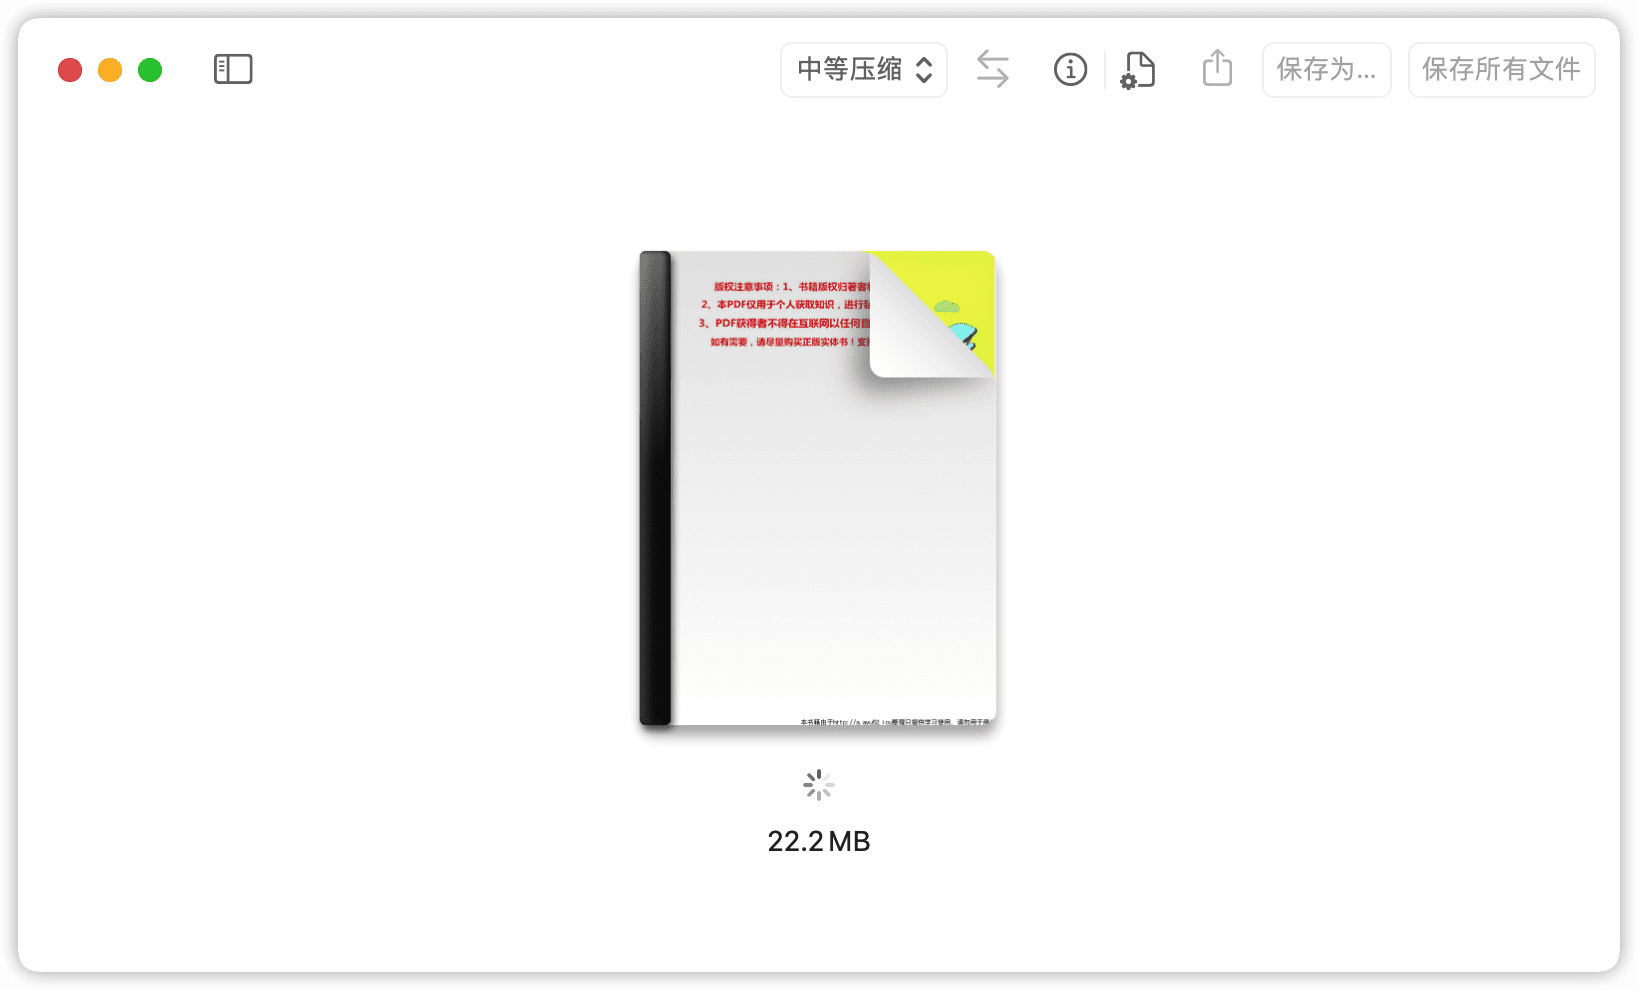 中等压缩
保存为...
保存所有文件
版权注意事项：1、书籍版权归著者
2、本PDF仅用于个人获取知识，进行
3、PDF获得者不得在互联网以任何目
如有需要，请尽量购买正版实体书！支
22.2 MB